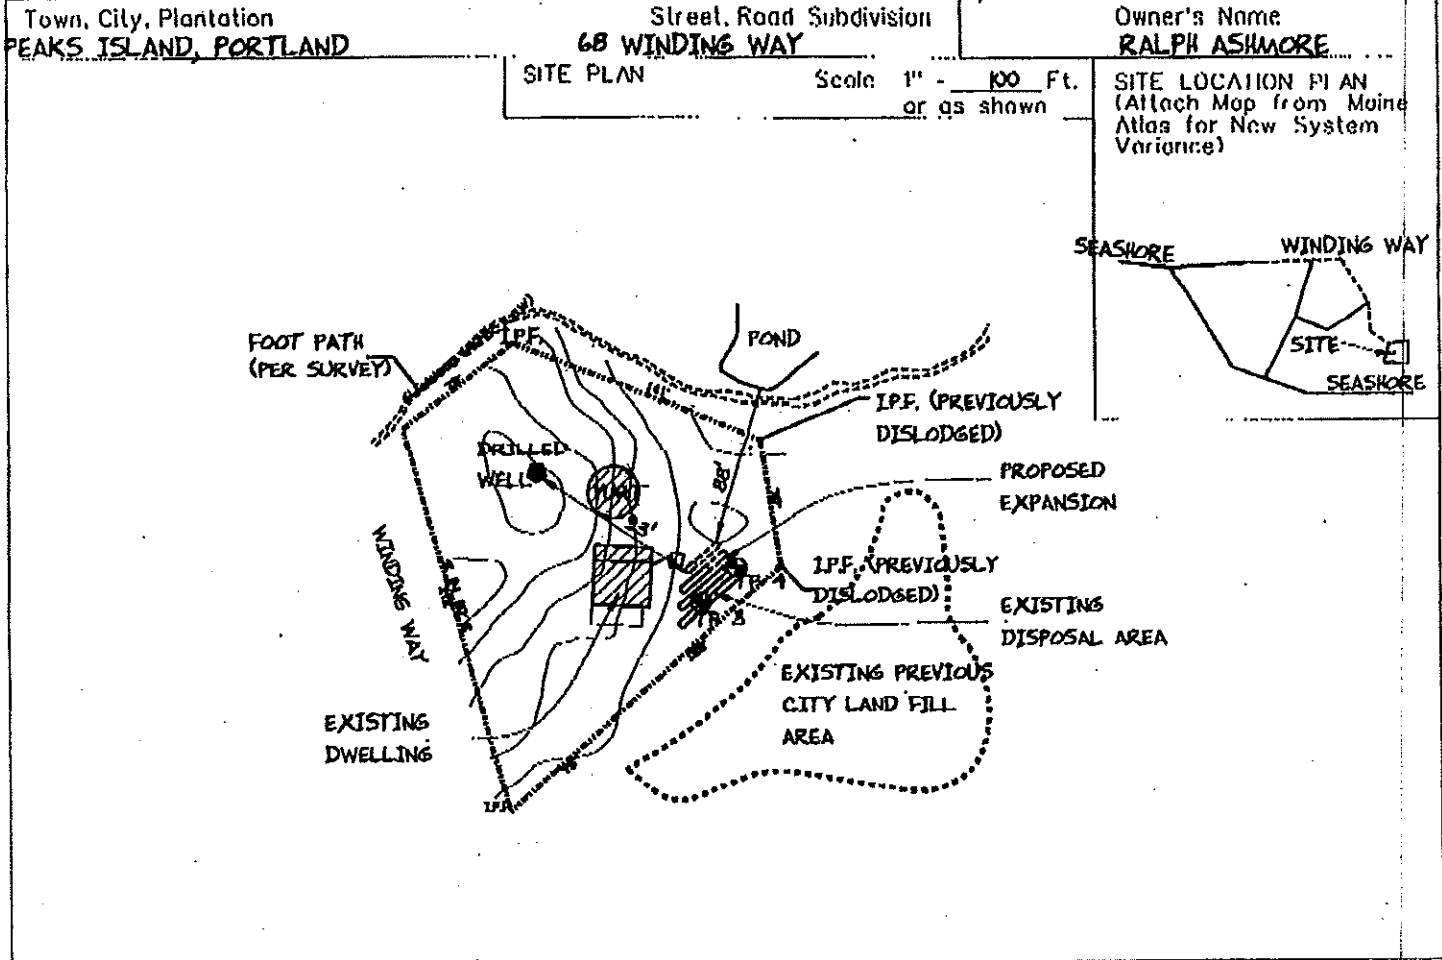 Town, City, Plantation
PEAKS ISLAND, PORTLAND
Street, Road Subdivision
68 WINDING WAY
Owner's Name
RALPH ASHMORE
SITE PLAN
Scale 1" - 100 Ft.
or as shown
SITE LOCATION PLAN
(Attach Map from Maine
Atlas for New System
Variance)
SEASHORE
WINDING WAY
SITE
SEASHORE
FOOT PATH
(PER SURVEY)
I.P.F.
POND
I.P.F. (PREVIOUSLY
DISLODGED)
DRILLED
WELL
88'
PROPOSED
EXPANSION
WINDING WAY
I.P.F. (PREVIOUSLY
DISLODGED)
EXISTING
DISPOSAL AREA
EXISTING PREVIOUS
CITY LAND FILL
AREA
EXISTING
DWELLING
I.P.F.